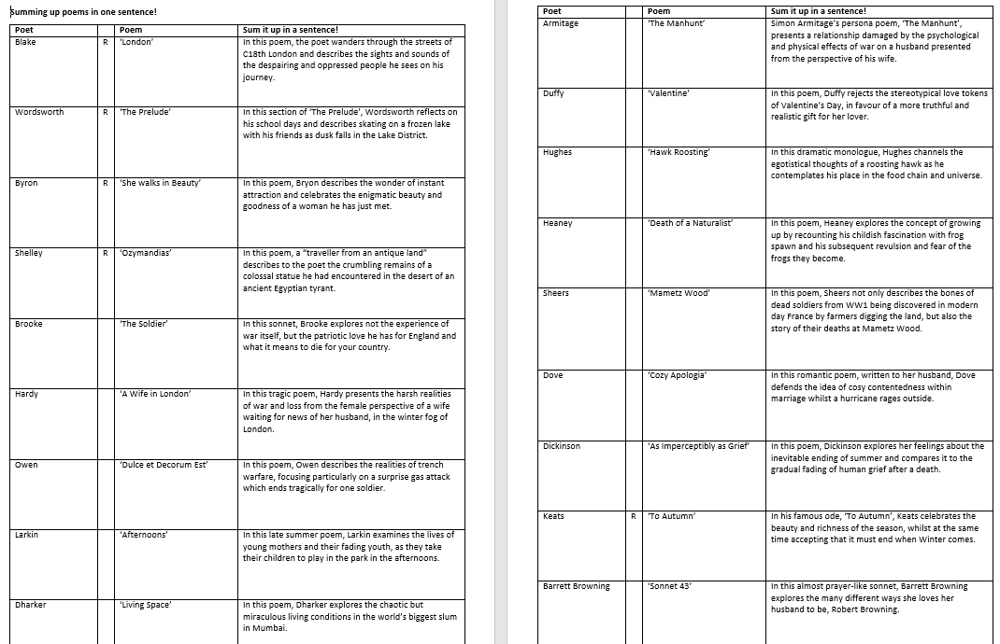 Summing up poems in one sentence!
Poet Poem Sum it up in a sentence!
Blake R ‘London’ In this poem, the poet wanders through the streets of
C18th London and describes the sights and sounds of
the despairing and oppressed people he sees on his
journey.
Wordsworth R ‘The Prelude’ In this section of ‘The Prelude’, Wordsworth reflects on
his school days and describes skating on a frozen lake
with his friends as dusk falls in the Lake District.
Byron R ‘She walks in Beauty’ In this poem, Bryon describes the wonder of instant
attraction and celebrates the enigmatic beauty and
goodness of a woman he has just met.
Shelley R ‘Ozymandias’ In this poem, a “traveller from an antique land”
describes to the poet the crumbling remains of a
colossal statue he had encountered in the desert of an
ancient Egyptian tyrant.
Brooke ‘The Soldier’ In this sonnet, Brooke explores not the experience of
war itself, but the patriotic love he has for England and
what it means to die for your country.
Hardy ‘A Wife in London’ In this tragic poem, Hardy presents the harsh realities
of war and loss from the female perspective of a wife
waiting for news of her husband, in the winter fog of
London.
Owen ‘Dulce et Decorum Est’ In this poem, Owen describes the realities of trench
warfare, focusing particularly on a surprise gas attack
which ends tragically for one soldier.
Larkin ‘Afternoons’ In this late summer poem, Larkin examines the lives of
young mothers and their fading youth, as they take
their children to play in the park in the afternoons.
Dharker ‘Living Space’ In this poem, Dharker explores the chaotic but
miraculous living conditions in the world’s biggest slum
in Mumbai.
Poet Poem Sum it up in a sentence!
Armitage ‘The Manhunt’ Simon Armitage’s persona poem, ‘The Manhunt’,
presents a relationship damaged by the psychological
and physical effects of war on a husband presented
from the perspective of his wife.
Duffy ‘Valentine’ In this poem, Duffy rejects the stereotypical love tokens
of Valentine’s Day, in favour of a more truthful and
realistic gift for her lover.
Hughes ‘Hawk Roosting’ In this dramatic monologue, Hughes channels the
egotistical thoughts of a roosting hawk as he
contemplates his place in the food chain and universe.
Heaney ‘Death of a Naturalist’ In this poem, Heaney explores the concept of growing
up by recounting his childish fascination with frog
spawn and his subsequent revulsion and fear of the
frogs they become.
Sheers ‘Mametz Wood’ In this poem, Sheers not only describes the bones of
dead soldiers from WW1 being discovered in modern
day France by farmers digging the land, but also the
story of their deaths at Mametz Wood.
Dove ‘Cozy Apologia’ In this romantic poem, written to her husband, Dove
defends the idea of cosy contentedness within
marriage whilst a hurricane rages outside.
Dickinson ‘As Imperceptibly as Grief’ In this poem, Dickinson explores her feelings about the
inevitable ending of summer and compares it to the
gradual fading of human grief after a death.
Keats R ‘To Autumn’ In his famous ode, ‘To Autumn’, Keats celebrates the
beauty and richness of the season, whilst at the same
time accepting that it must end when Winter comes.
Barrett Browning ‘Sonnet 43’ In this almost prayer-like sonnet, Barrett Browning
explores the many different ways she loves her
husband to be, Robert Browning.